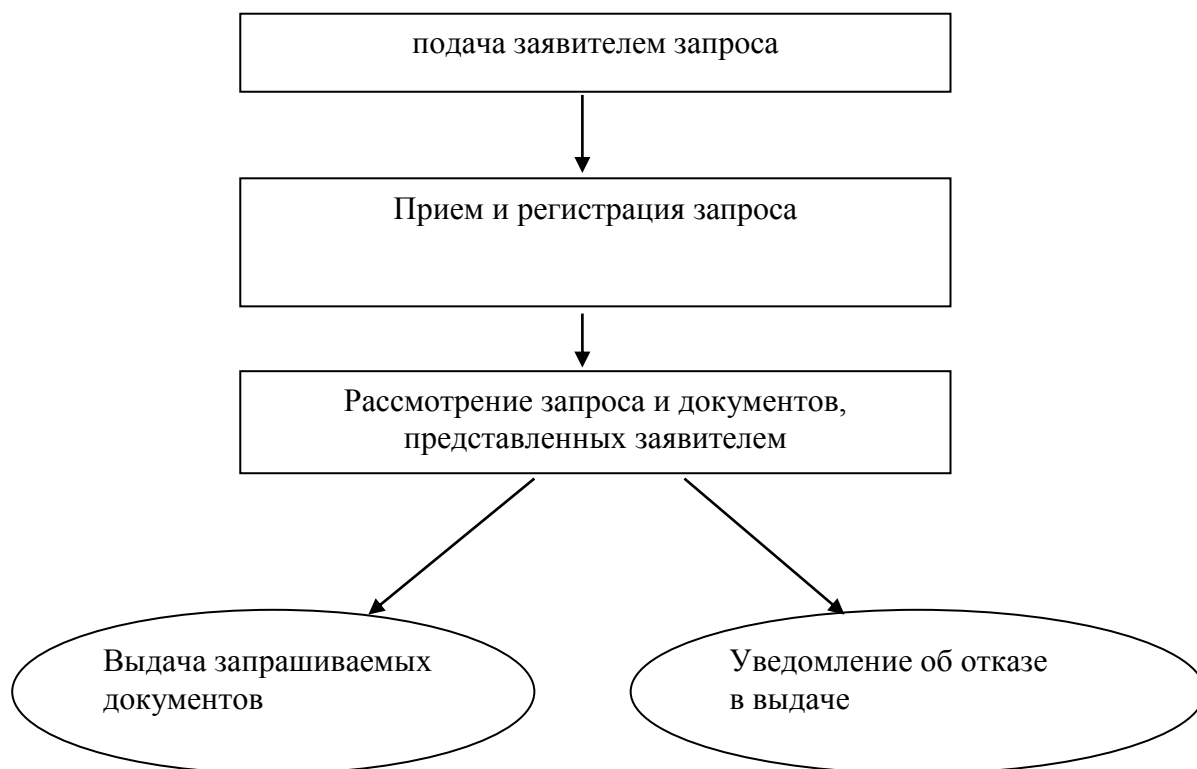 подача заявителем запроса
Прием и регистрация запроса
Рассмотрение запроса и документов,
представленных заявителем
Выдача запрашиваемых
документов
Уведомление об отказе
в выдаче